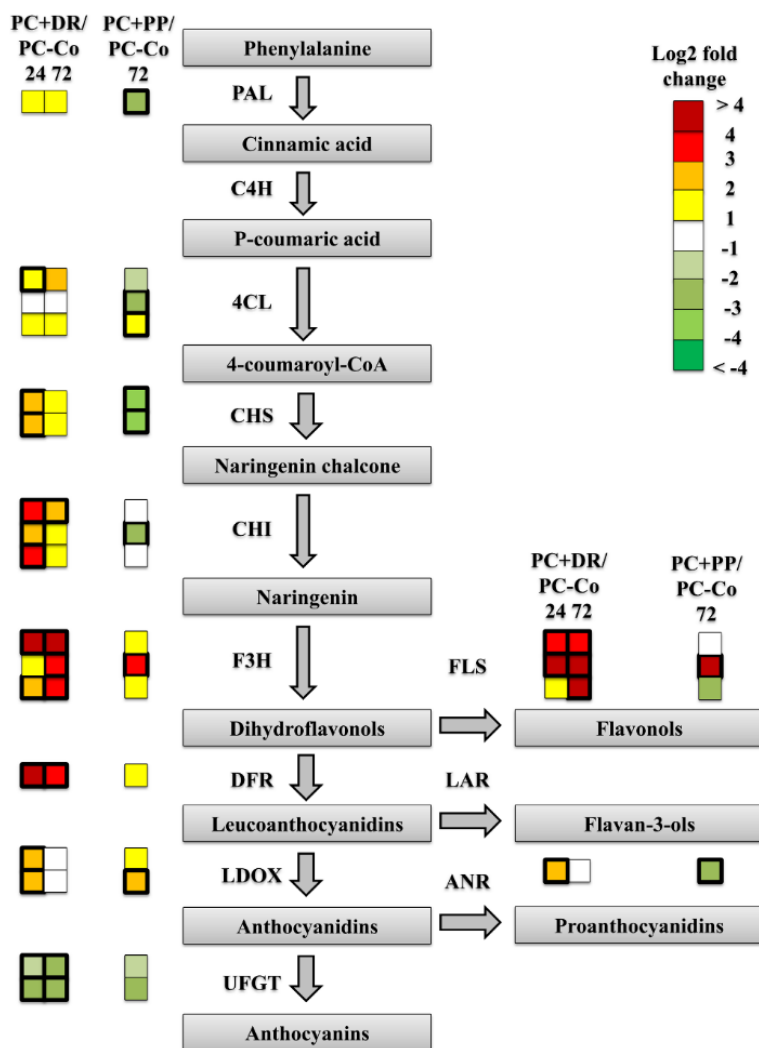 PC+DR/ PC+PP/
PC-Co PC-Co
24 72 72
Phenylalanine
Log2 fold
change
> 4
4
3
2
1
-1
-2
-3
-4
< -4
PAL
Cinnamic acid
C4H
P-coumaric acid
4CL
4-coumaroyl-CoA
CHS
Naringenin chalcone
CHI
Naringenin
PC+DR/ PC+PP/
PC-Co PC-Co
24 72 72
F3H
FLS
Dihydroflavonols
Flavonols
DFR
LAR
Leucoanthocyanidins
Flavan-3-ols
LDOX
ANR
Anthocyanidins
Proanthocyanidins
UFGT
Anthocyanins